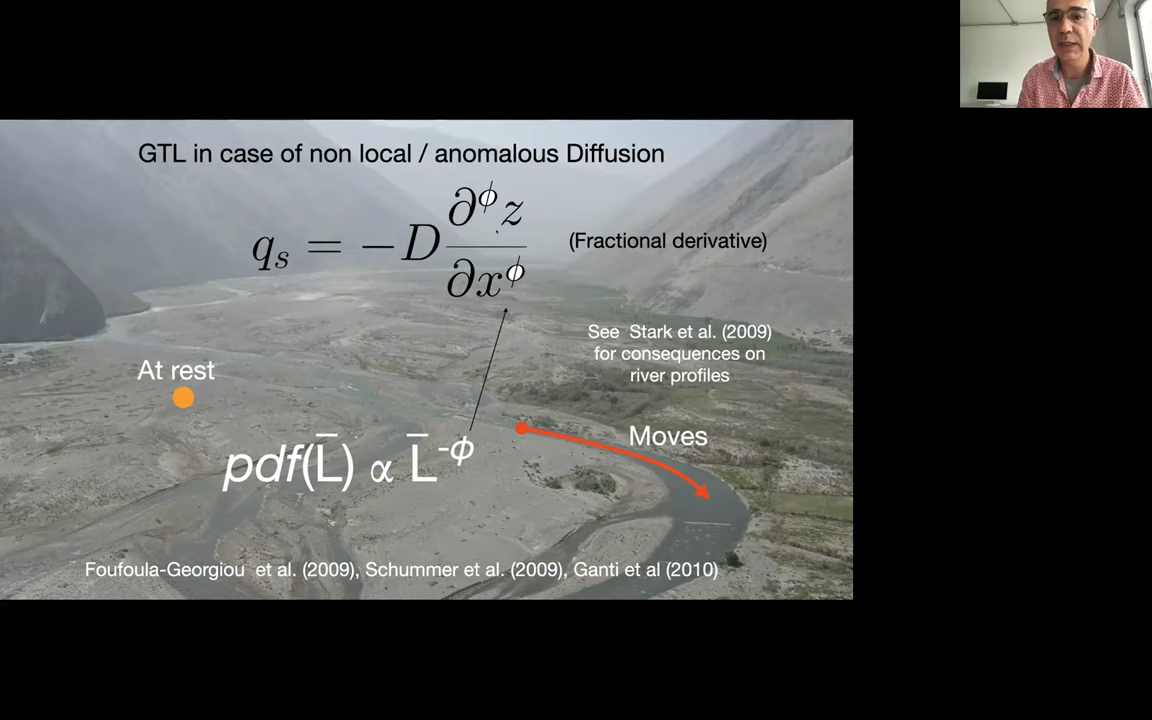 GTL in case of non local / anomalous Diffusion
q_s = -D ∂^ϕ z / ∂x^ϕ
(Fractional derivative)
See Stark et al. (2009)
for consequences on
river profiles
At rest
Moves
pdf(L̄) ∝ L̄^-ϕ
Foufoula-Georgiou et al. (2009), Schummer et al. (2009), Ganti et al (2010)